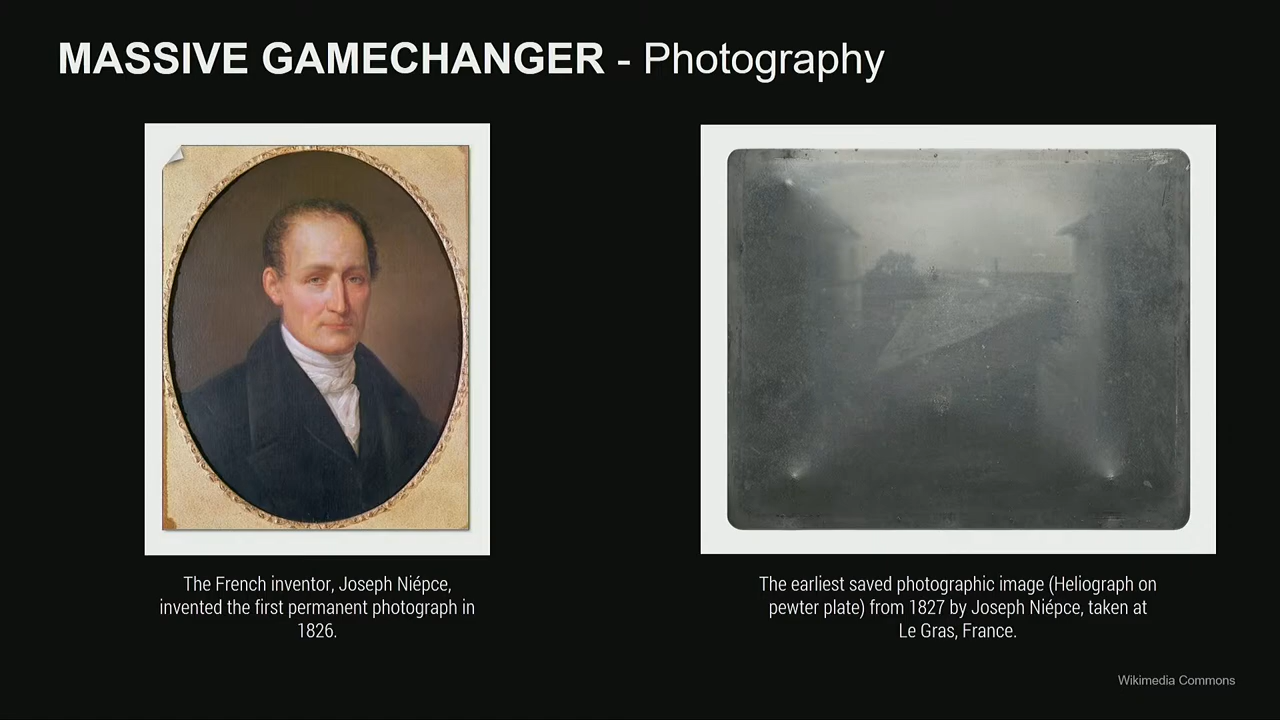 MASSIVE GAMECHANGER - Photography
The French inventor, Joseph Niépce,
invented the first permanent photograph in
1826.
The earliest saved photographic image (Heliograph on
pewter plate) from 1827 by Joseph Niépce, taken at
Le Gras, France.
Wikimedia Commons